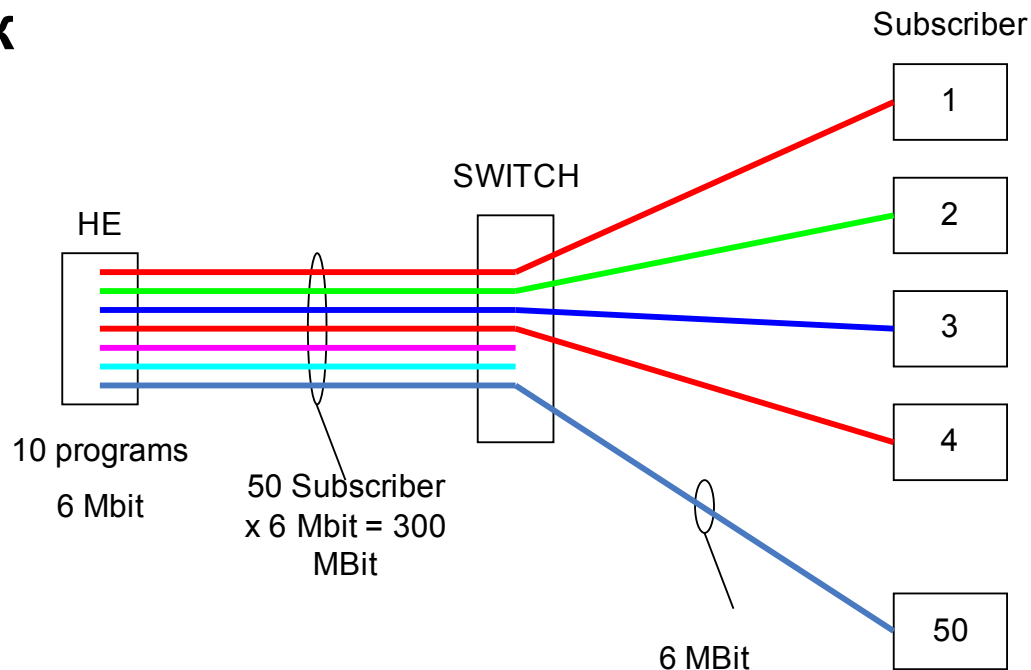 x
Subscriber
1
SWITCH
2
HE
3
4
10 programs
6 Mbit
50 Subscriber
x 6 Mbit = 300
MBit
50
6 MBit